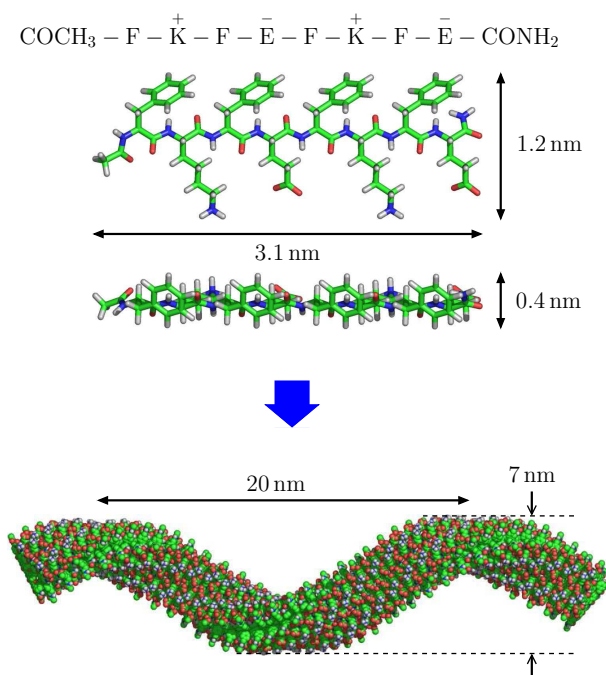 COCH₃ – F – K⁺ – F – E⁻ – F – K⁺ – F – E⁻ – CONH₂
1.2 nm
3.1 nm
0.4 nm
7 nm
20 nm